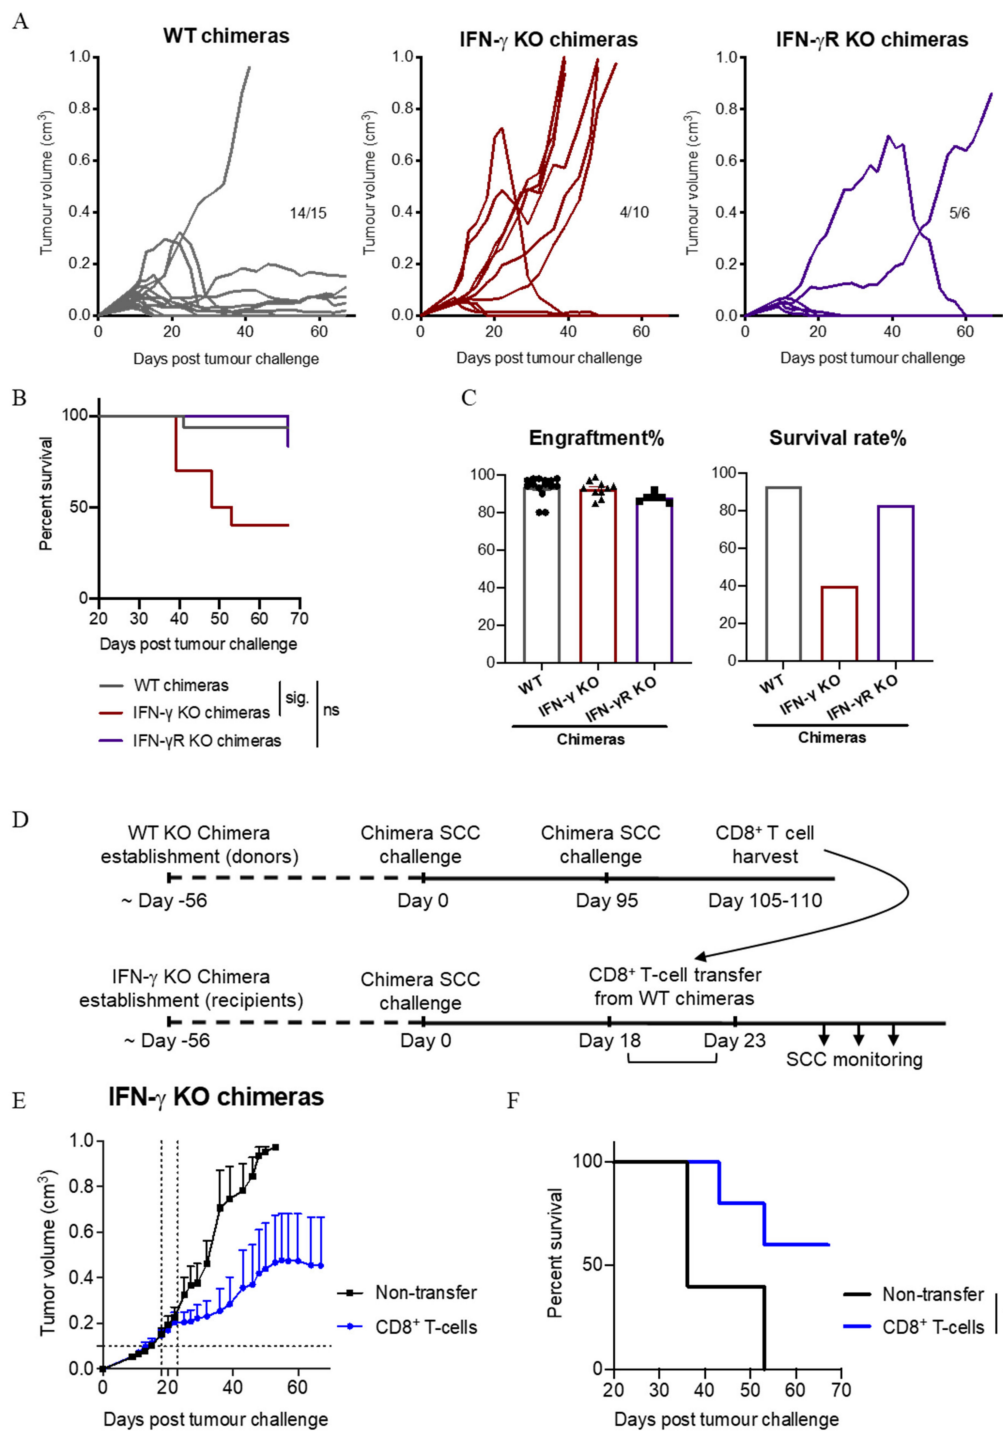 A
WT chimeras
IFN-γ KO chimeras
IFN-γR KO chimeras
Tumour volume (cm³)
1.0
0.8
0.6
0.4
0.2
0.0
14/15
0
20
40
60
Days post tumour challenge
Tumour volume (cm³)
1.0
0.8
0.6
0.4
0.2
0.0
4/10
0
20
40
60
Days post tumour challenge
Tumour volume (cm³)
1.0
0.8
0.6
0.4
0.2
0.0
5/6
0
20
40
60
Days post tumour challenge
B
Percent survival
100
50
0
20 30 40 50 60 70
Days post tumour challenge
WT chimeras
IFN-γ KO chimeras
IFN-γR KO chimeras
sig.
ns
C
Engraftment%
100
80
60
40
20
0
WT
IFN-γ KO
IFN-γR KO
Chimeras
Survival rate%
100
80
60
40
20
0
WT
IFN-γ KO
IFN-γR KO
Chimeras
D
WT KO Chimera
establishment (donors)
Chimera SCC
challenge
Chimera SCC
challenge
CD8⁺ T cell
harvest
~ Day -56
Day 0
Day 95
Day 105-110
IFN-γ KO Chimera
establishment (recipients)
Chimera SCC
challenge
CD8⁺ T-cell transfer
from WT chimeras
~ Day -56
Day 0
Day 18
Day 23
SCC monitoring
E
IFN-γ KO chimeras
Tumor volume (cm³)
1.0
0.8
0.6
0.4
0.2
0.0
0
20
40
60
Days post tumour challenge
Non-transfer
CD8⁺ T-cells
F
Percent survival
100
50
0
20 30 40 50 60 70
Days post tumour challenge
Non-transfer
CD8⁺ T-cells